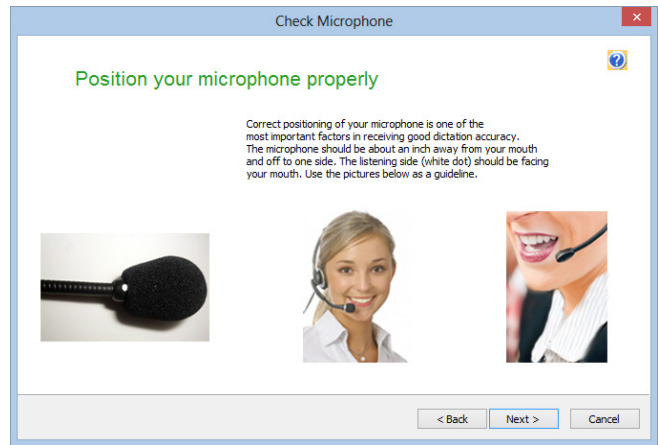 Check Microphone
Position your microphone properly
Correct positioning of your microphone is one of the
most important factors in receiving good dictation accuracy.
The microphone should be about an inch away from your mouth
and off to one side. The listening side (white dot) should be facing
your mouth. Use the pictures below as a guideline.
< Back Next > Cancel